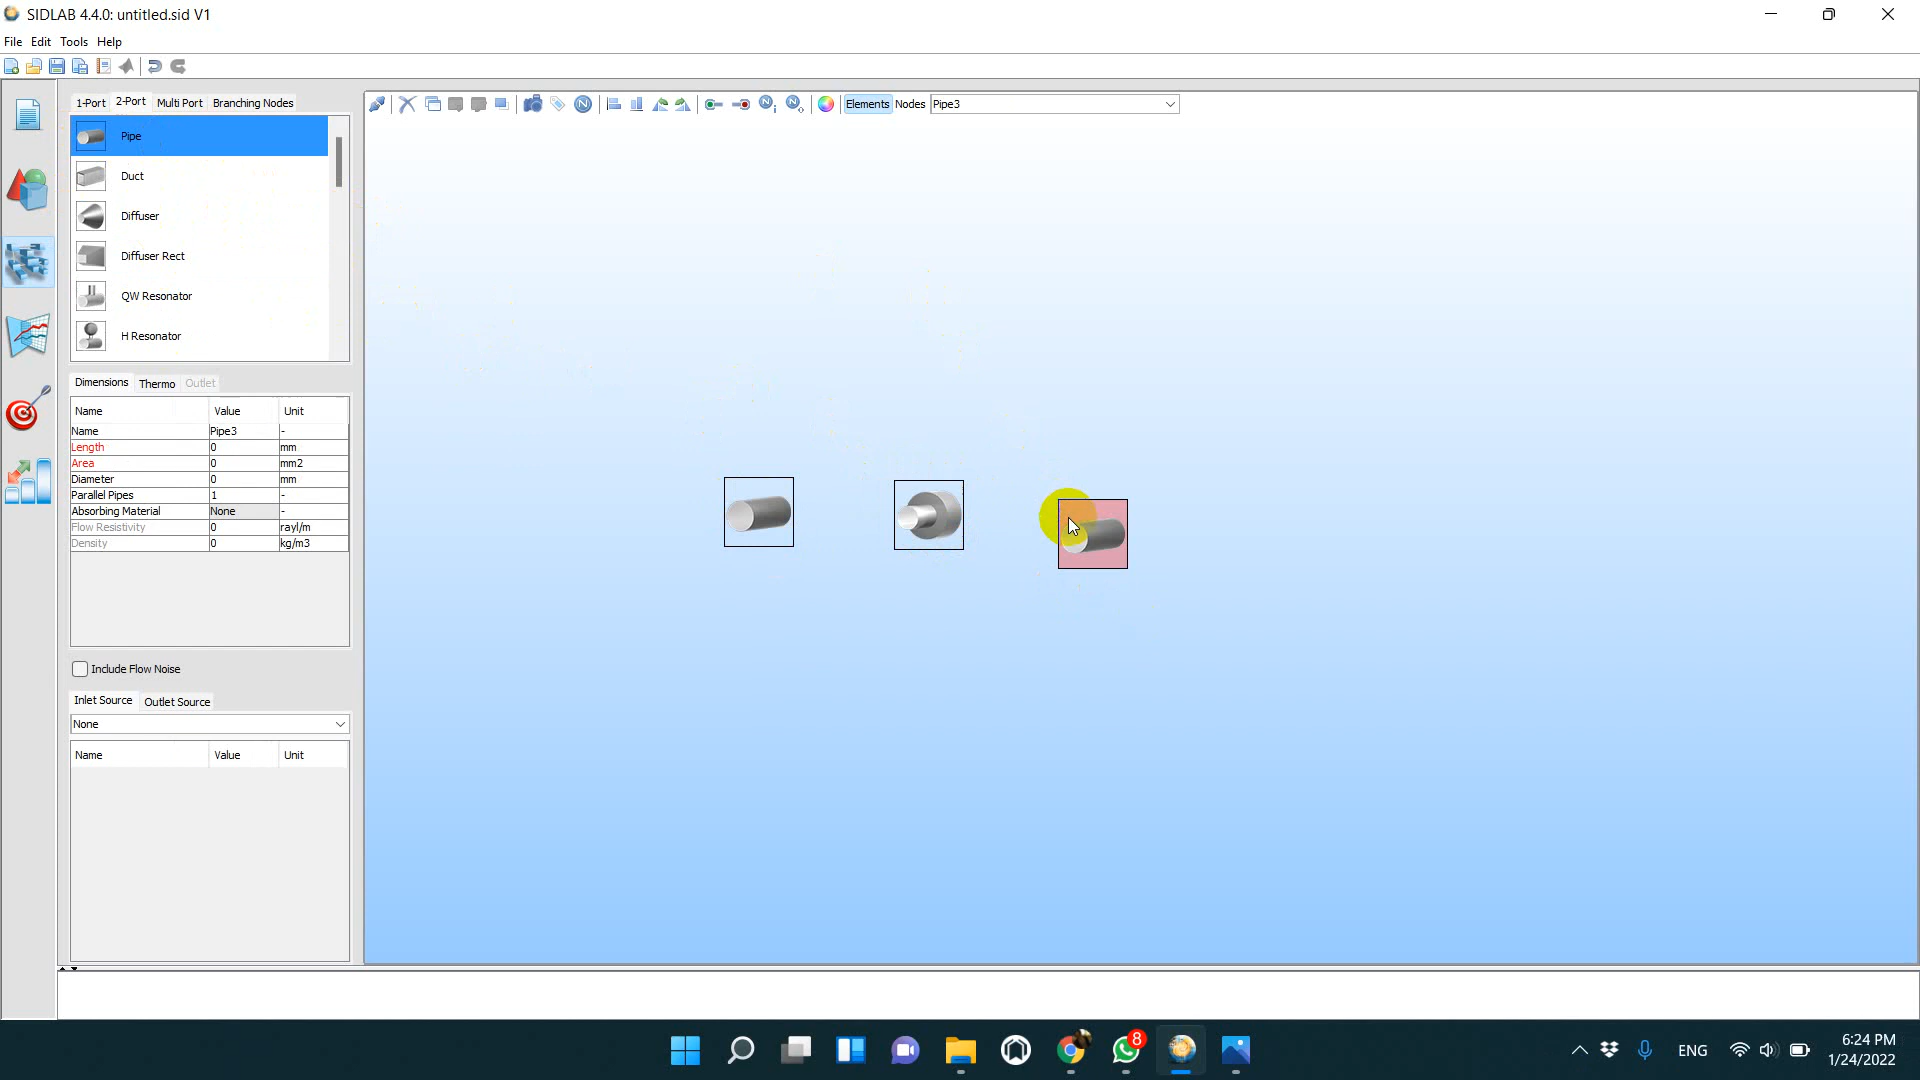 SIDLAB 4.4.0: untitled.sid V1
File Edit Tools Help
1-Port 2-Port Multi Port Branching Nodes
Elements Nodes Pipe3
Pipe
Duct
Diffuser
Diffuser Rect
QW Resonator
H Resonator
Dimensions Thermo Outlet
Name Value Unit
Name Pipe3 -
Length 0 mm
Area 0 mm2
Diameter 0 mm
Parallel Pipes 1 -
Absorbing Material None -
Flow Resistivity 0 rayl/m
Density 0 kg/m3
Include Flow Noise
Inlet Source Outlet Source
None
Name Value Unit
8
ENG
6:24 PM
1/24/2022